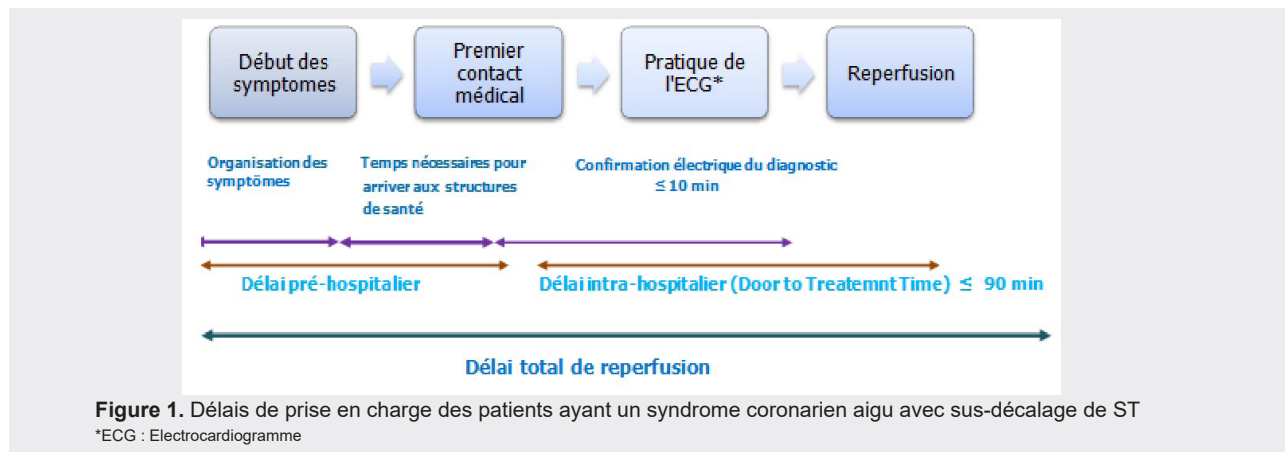 Début des
symptomes
Premier
contact
médical
Pratique de
l'ECG*
Reperfusion
Organisation des
symptömes
Temps nécessaires pour
arriver aux structures
de santé
Confirmation électrique du diagnostic
≤ 10 min
Délai pré-hospitalier
Délai intra-hospitalier (Door to Treatemnt Time) ≤ 90 min
Délai total de reperfusion
Figure 1. Délais de prise en charge des patients ayant un syndrome coronarien aigu avec sus-décalage de ST
*ECG : Electrocardiogramme